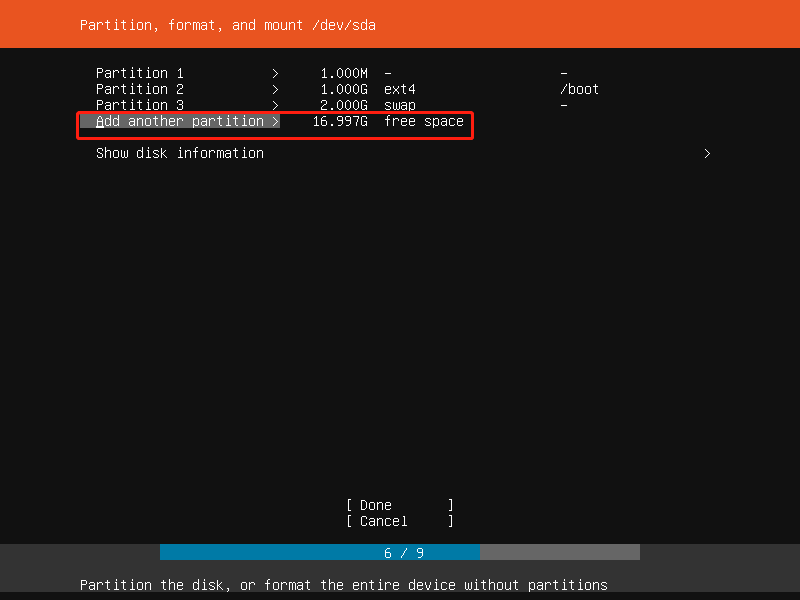 Partition, format, and mount /dev/sda
Partition 1 > 1.000M - -
Partition 2 > 1.000G ext4 /boot
Partition 3 > 2.000G swap -
Add another partition > 16.997G free space
Show disk information >
[ Done ]
[ Cancel ]
6 / 9
Partition the disk, or format the entire device without partitions